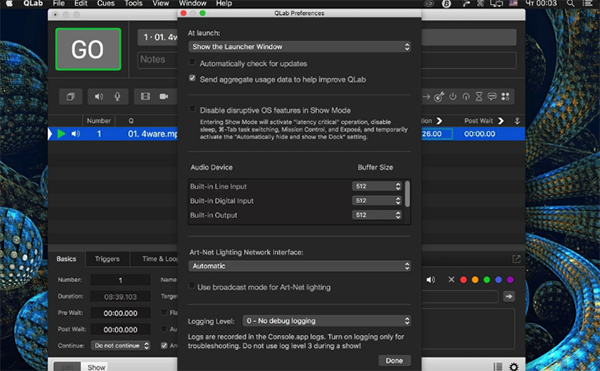 QLab File Edit Cues Tools View Window Help Чт 00:03
QLab Preferences
GO
1 · 01. 4ware.mp
Notes
At launch:
Show the Launcher Window
Automatically check for updates
Send aggregate usage data to help improve QLab
Disable disruptive OS features in Show Mode
Entering Show Mode will activate "latency critical" operation, disable
sleep, ⌘-Tab task switching, Mission Control, and Exposé, and temporarily
activate the "Automatically hide and show the Dock" setting.
Number Q Post Wait
1 01. 4ware.mp 26.00 00:00.00
Audio Device Buffer Size
Built-in Line Input 512
Built-in Digital Input 512
Built-in Output 512
Basics Triggers Time & Loo
Number: 1 Name
Duration: 08:39.103 Target
Pre Wait: 00:00.000 Fla
Post Wait: 00:00.000 Au
Continue: Do not continue
Art-Net Lighting Network Interface:
Automatic
Use broadcast mode for Art-Net lighting
Logging Level: 0 - No debug logging
Logs are recorded in the Console.app logs. Turn on logging only for
troubleshooting. Do not use log level 3 during a show!
Done
Show